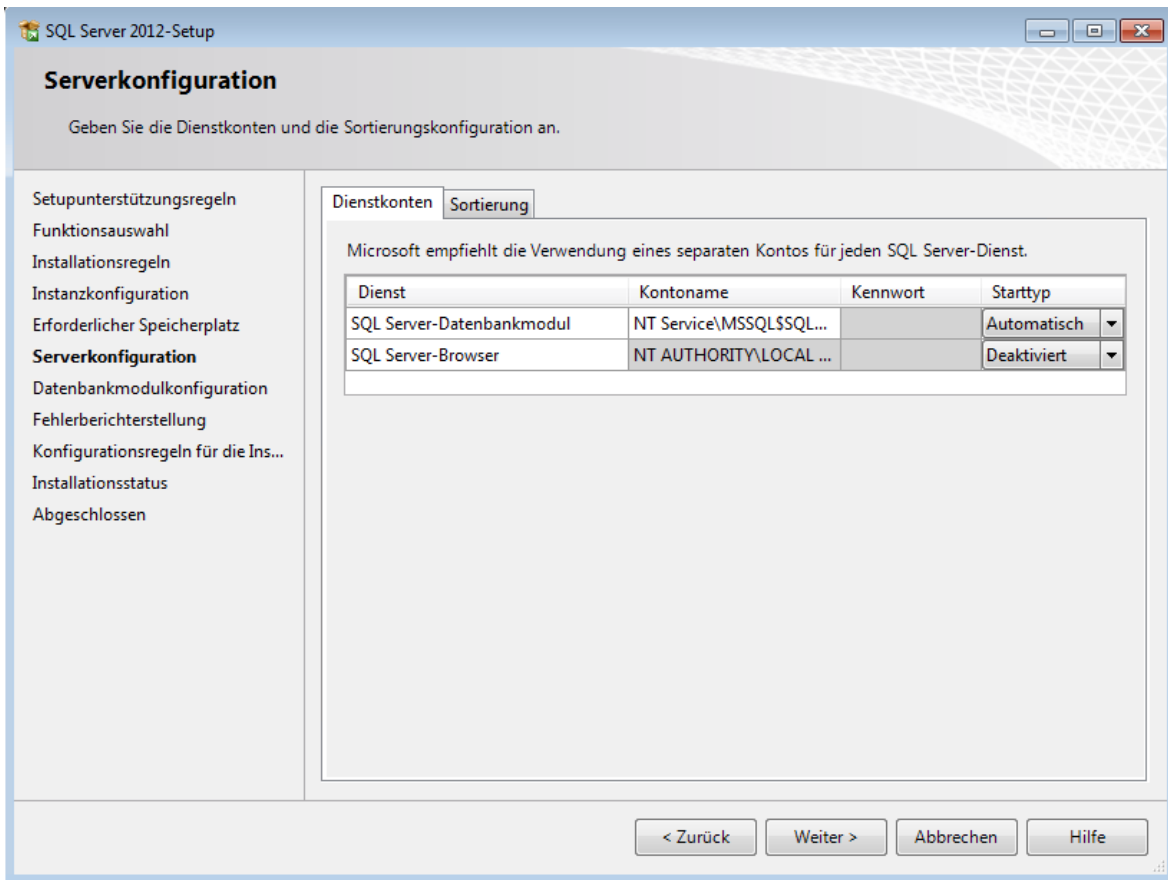 SQL Server 2012-Setup
Serverkonfiguration
Geben Sie die Dienstkonten und die Sortierungskonfiguration an.
Setupunterstützungsregeln
Funktionsauswahl
Installationsregeln
Instanzkonfiguration
Erforderlicher Speicherplatz
Serverkonfiguration
Datenbankmodulkonfiguration
Fehlerberichterstellung
Konfigurationsregeln für die Ins...
Installationsstatus
Abgeschlossen
Dienstkonten Sortierung
Microsoft empfiehlt die Verwendung eines separaten Kontos für jeden SQL Server-Dienst.
Dienst Kontoname Kennwort Starttyp
SQL Server-Datenbankmodul NT Service\MSSQL$SQL... Automatisch
SQL Server-Browser NT AUTHORITY\LOCAL ... Deaktiviert
< Zurück Weiter > Abbrechen Hilfe